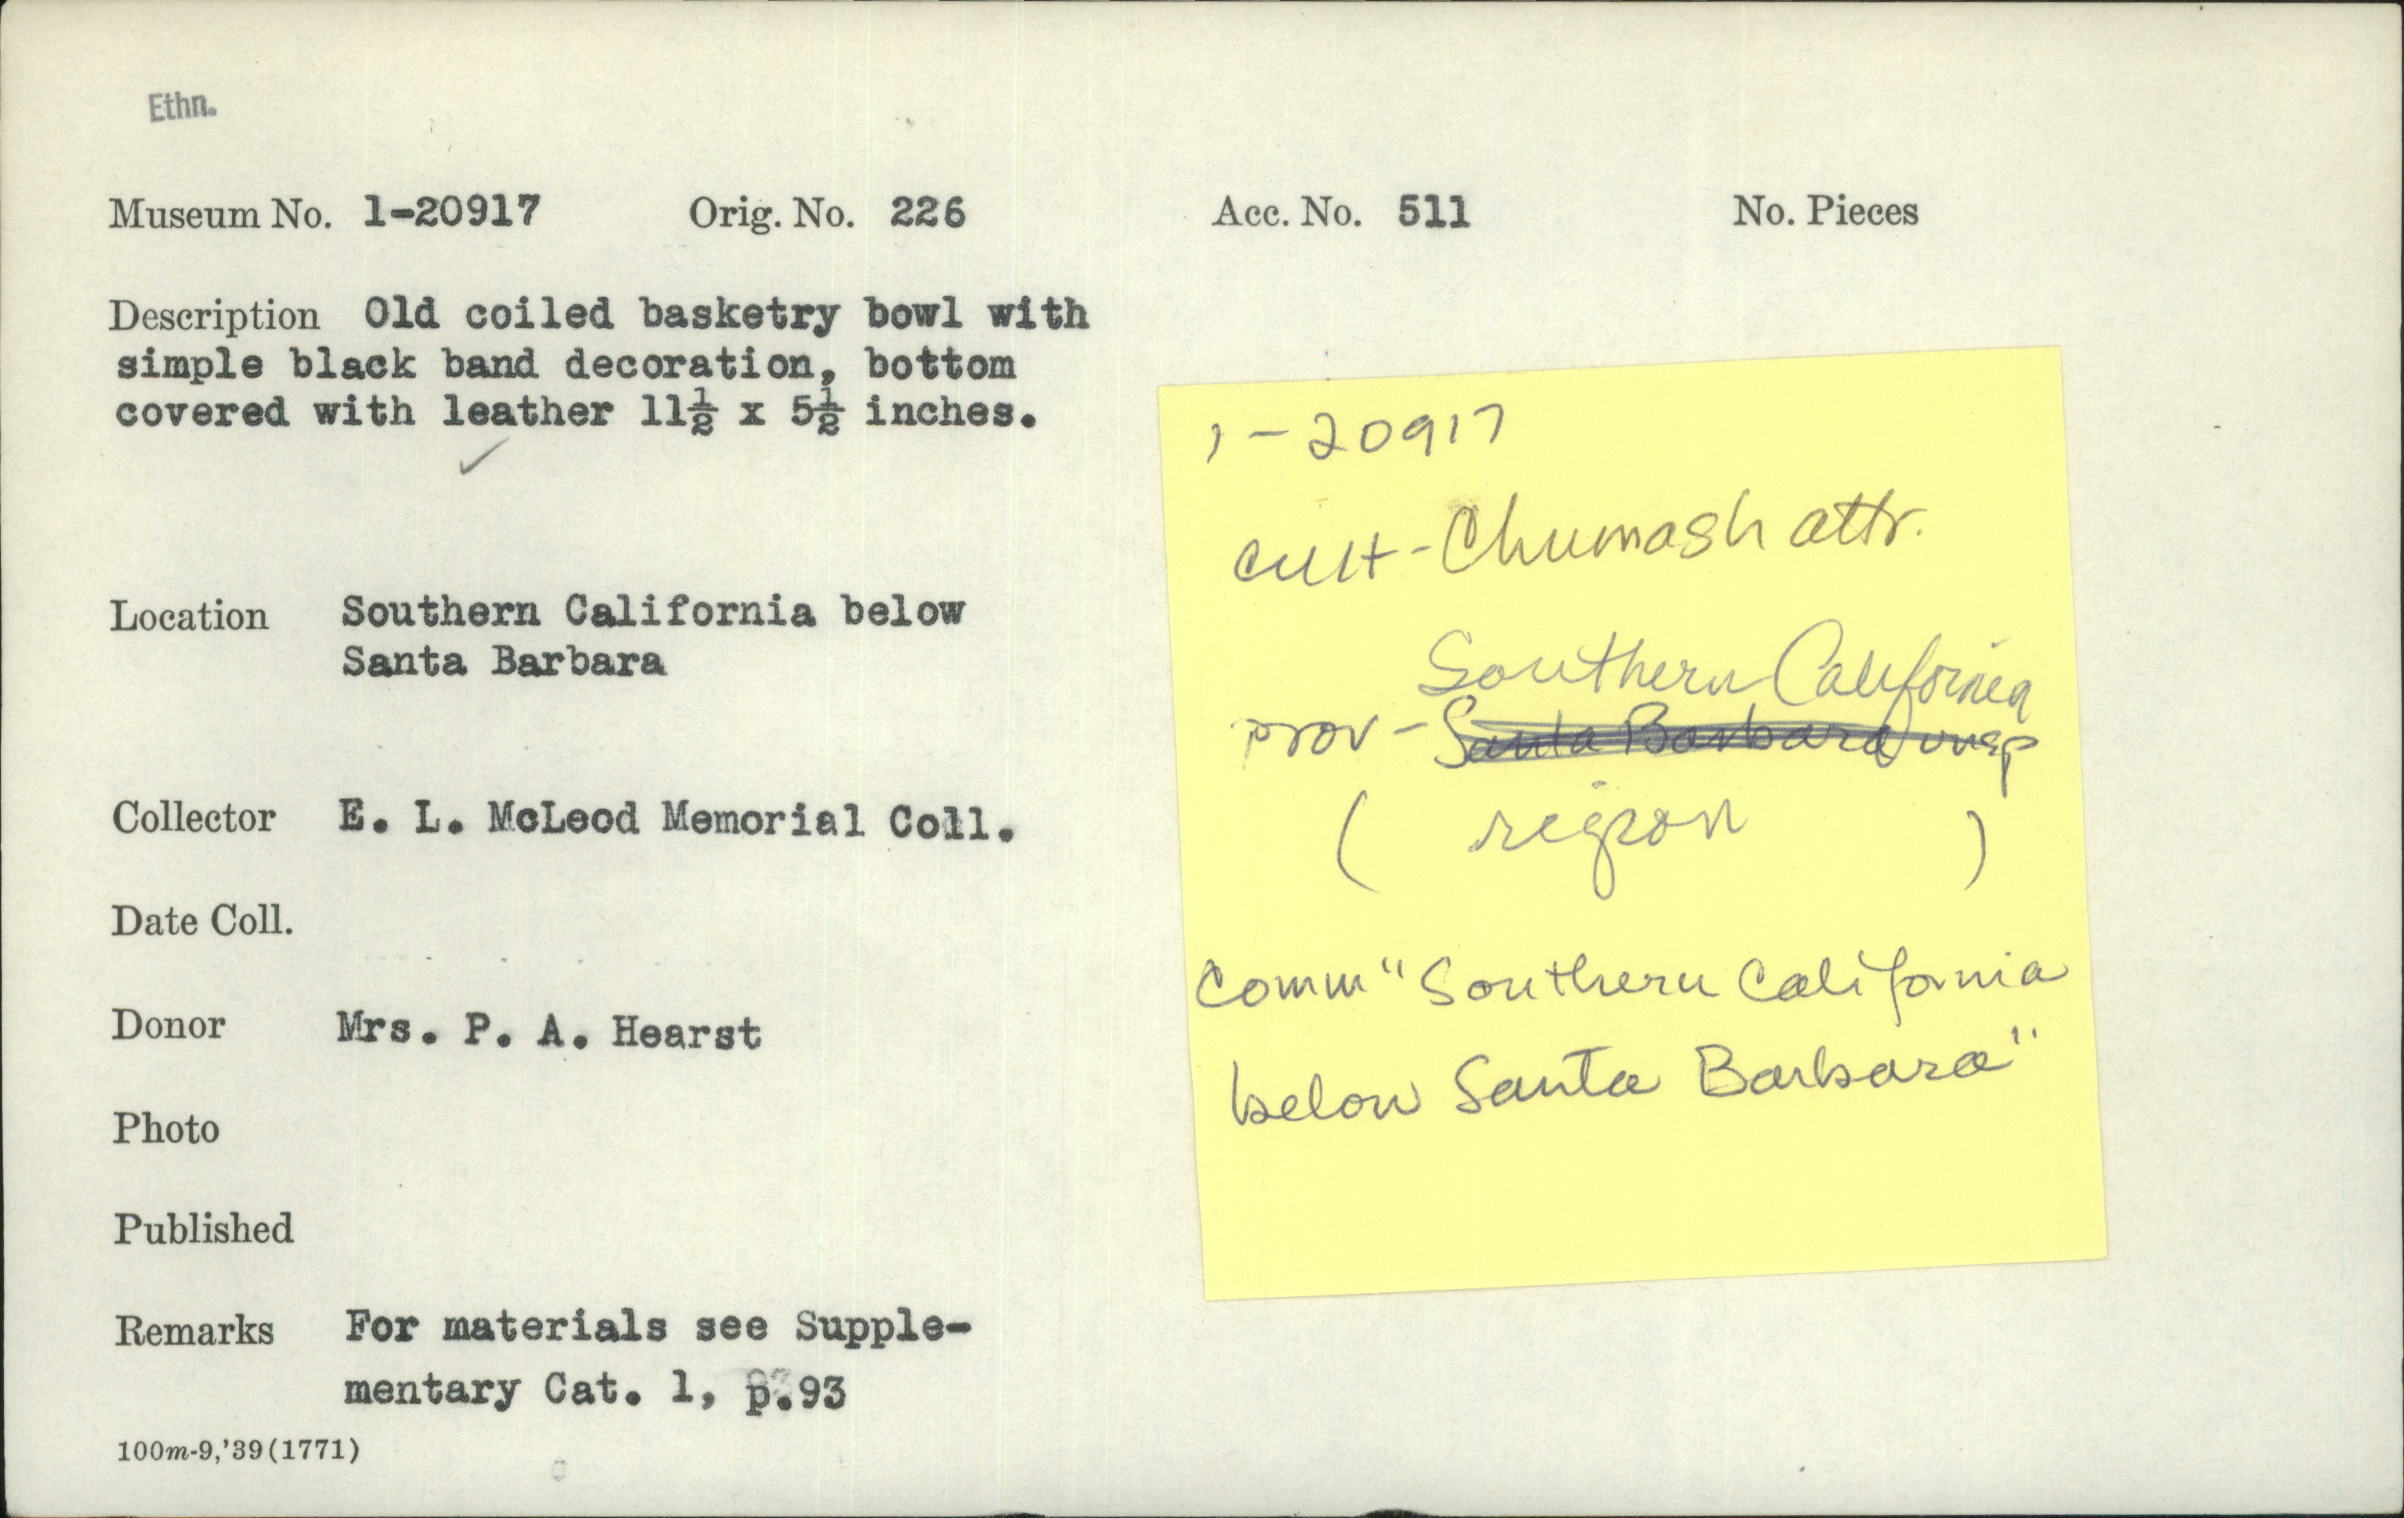 Ethn.
Museum No. 1-20917 Orig. No. 226 Acc. No. 511 No. Pieces
Description Old coiled basketry bowl with
simple black band decoration, bottom
covered with leather 11½ x 5½ inches.
Location Southern California below
Santa Barbara
Collector E. L. McLeod Memorial Coll.
Date Coll.
Donor Mrs. P. A. Hearst
Photo
Published
Remarks For materials see Supple-
mentary Cat. 1, p.93
100m-9,'39(1771)
1-20917
cult-Chumash attr.
Southern California
prov-Santa Barbara unsp
( region )
Comm "Southern California
below Santa Barbara"